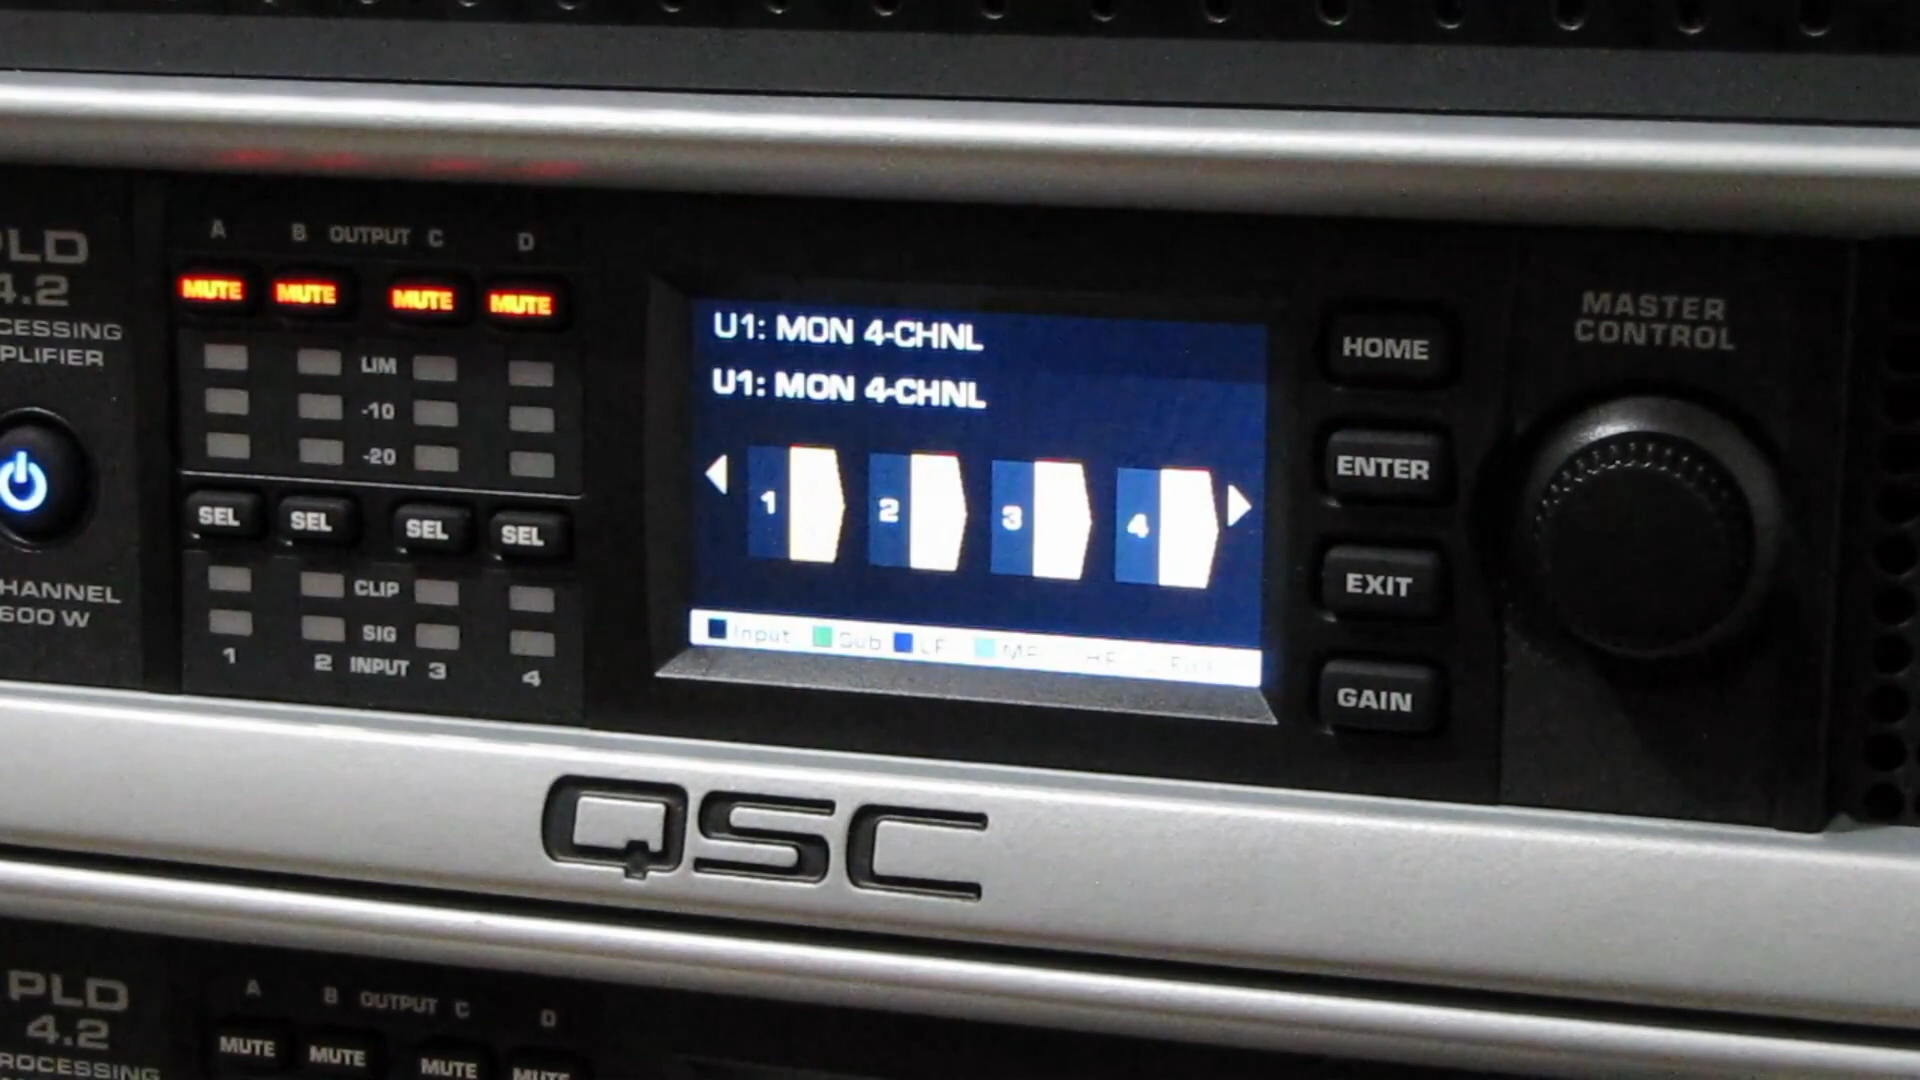 PLD
4.2
CESSING
PLIFIER
HANNEL
600 W
A B OUTPUT C D
MUTE MUTE MUTE MUTE
LIM
-10
-20
SEL SEL SEL SEL
CLIP
SIG
1 2 INPUT 3 4
U1: MON 4-CHNL
U1: MON 4-CHNL
1 2 3 4
Input Sub LF MF HF Full
HOME
ENTER
EXIT
GAIN
MASTER
CONTROL
QSC
PLD
4.2
ROCESSING
A B OUTPUT C D
MUTE MUTE MUTE MUTE